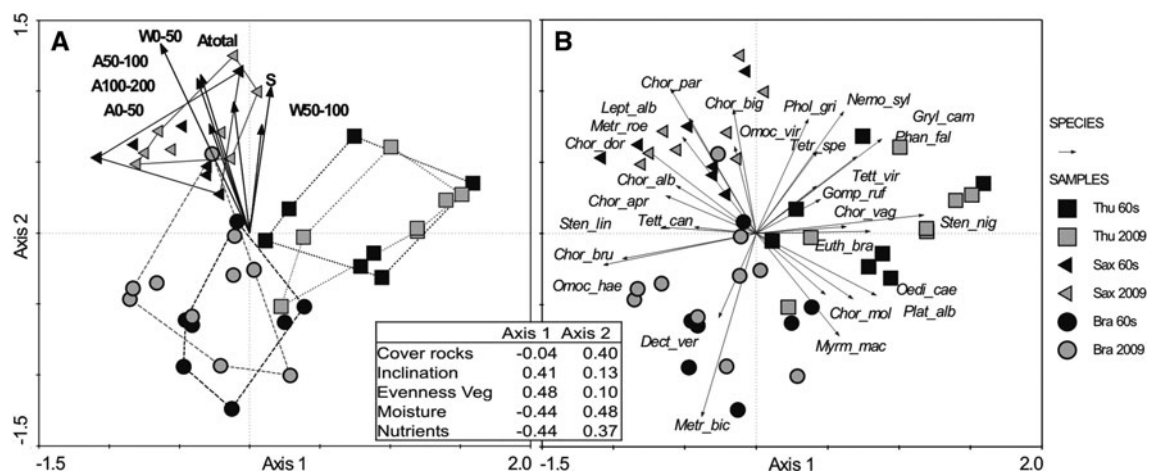 1.5
A
W0-50
Atotal
A50-100
S
A100-200
A0-50
W50-100
Axis 2
-1.5
-1.5
Axis 1
2.0
Axis 1 Axis 2
Cover rocks -0.04 0.40
Inclination 0.41 0.13
Evenness Veg 0.48 0.10
Moisture -0.44 0.48
Nutrients -0.44 0.37
B
Chor_par
Chor_big
Phol_gri
Nemo_syl
Lept_alb
Gryl_cam
Metr_roe
Omoc_vir
Phan_fal
Chor_dor
Tetr_spe
Chor_alb
Tett_vir
Gomp_ruf
Chor_apr
Chor_vag
Sten_lin
Tett_can
Sten_nig
Euth_bra
Chor_bru
Omoc_hae
Oedi_cae
Chor_mol
Plat_alb
Dect_ver
Myrm_mac
Metr_bic
-1.5
Axis 1
2.0
SPECIES
SAMPLES
Thu 60s
Thu 2009
Sax 60s
Sax 2009
Bra 60s
Bra 2009